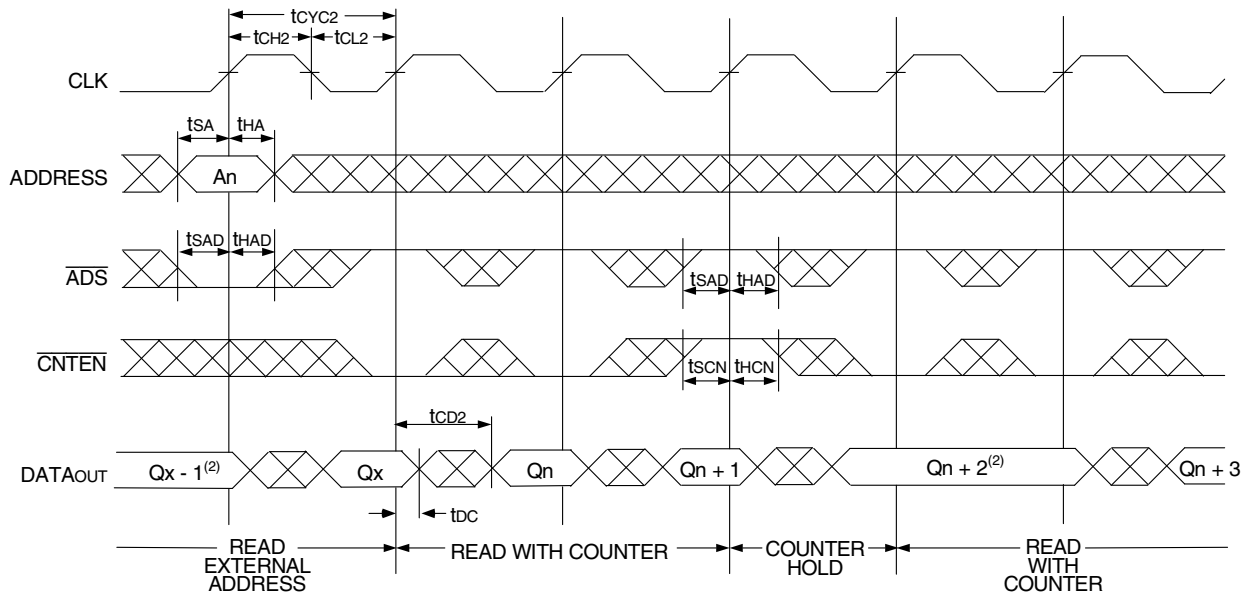 tCYC2
tCH2 tCL2
CLK
tSA tHA
ADDRESS An
tSAD tHAD
ADS
tSAD tHAD
CNTEN
tSCN tHCN
tCD2
DATAOUT Qx - 1(2) Qx Qn Qn + 1 Qn + 2(2) Qn + 3
tDC
READ EXTERNAL ADDRESS
READ WITH COUNTER
COUNTER HOLD
READ WITH COUNTER